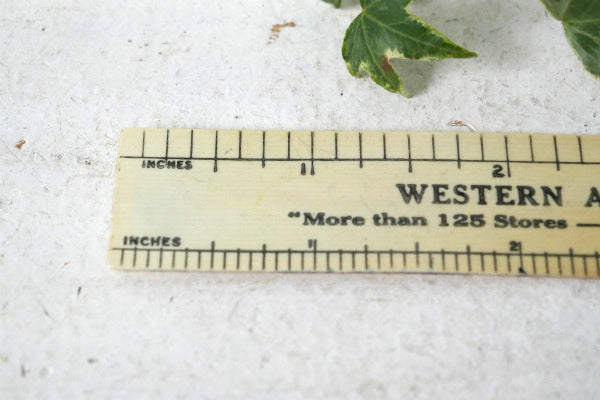 INCHES 1 2
WESTERN A
“More than 125 Stores —
INCHES 1 2